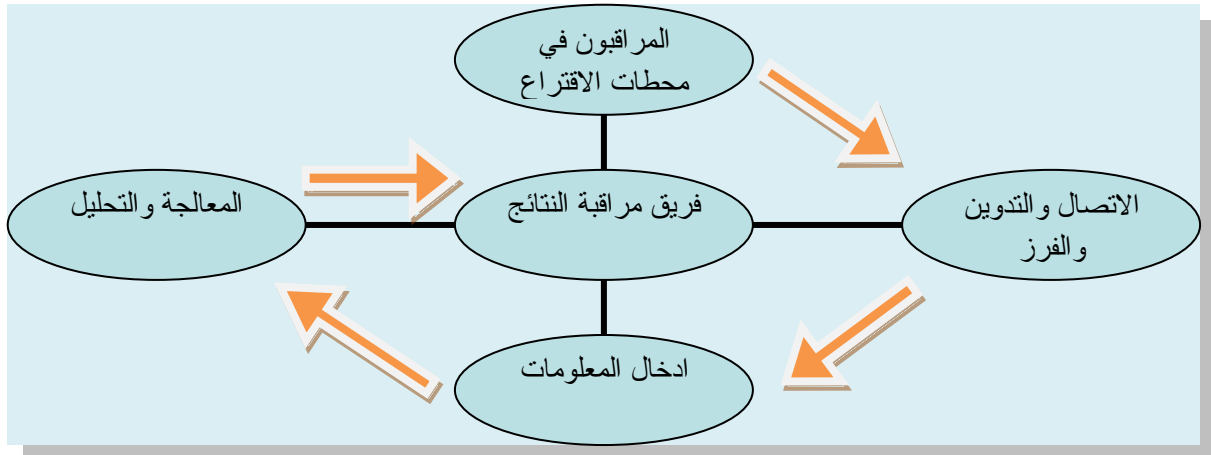 المراقبون في
محطات الاقتراع
الاتصال والتدوين
والفرز
فريق مراقبة النتائج
المعالجة والتحليل
ادخال المعلومات